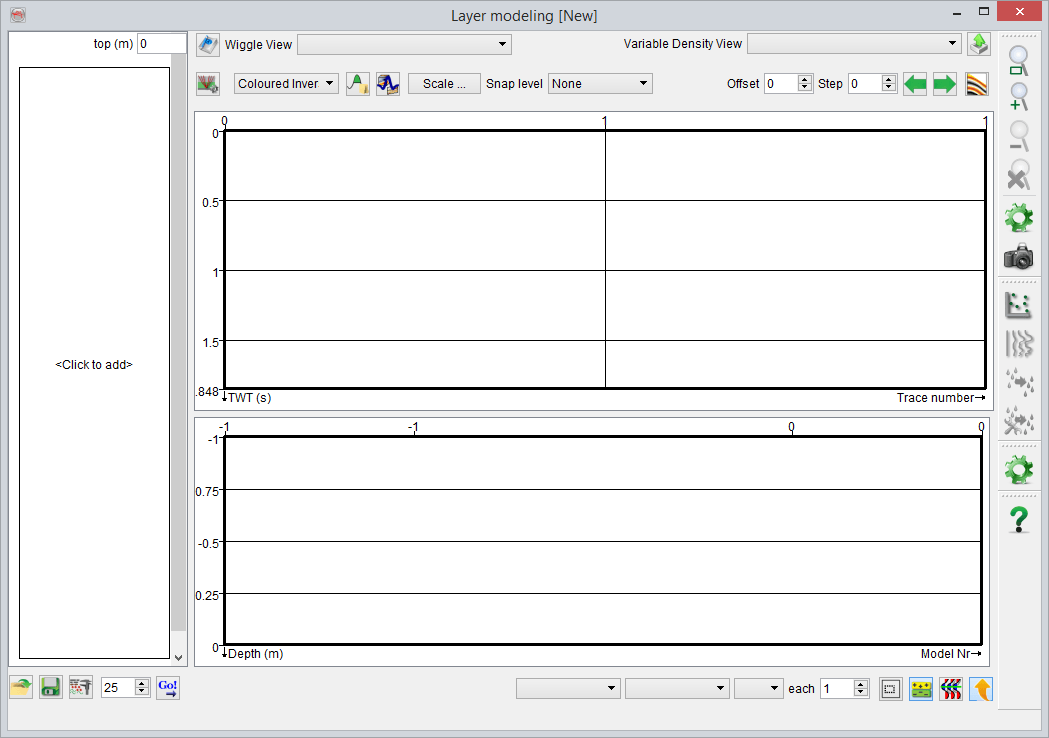 Layer modeling [New]
top (m) 0
Wiggle View
Variable Density View
Coloured Inver
Scale ...
Snap level None
Offset 0 Step 0
0 1 1
0
0.5
1
1.5
.848
TWT (s)
Trace number
<Click to add>
-1 -1 0 0
-1
0.75
-0.5
0.25
0
Depth (m)
Model Nr
25 Go!
each 1